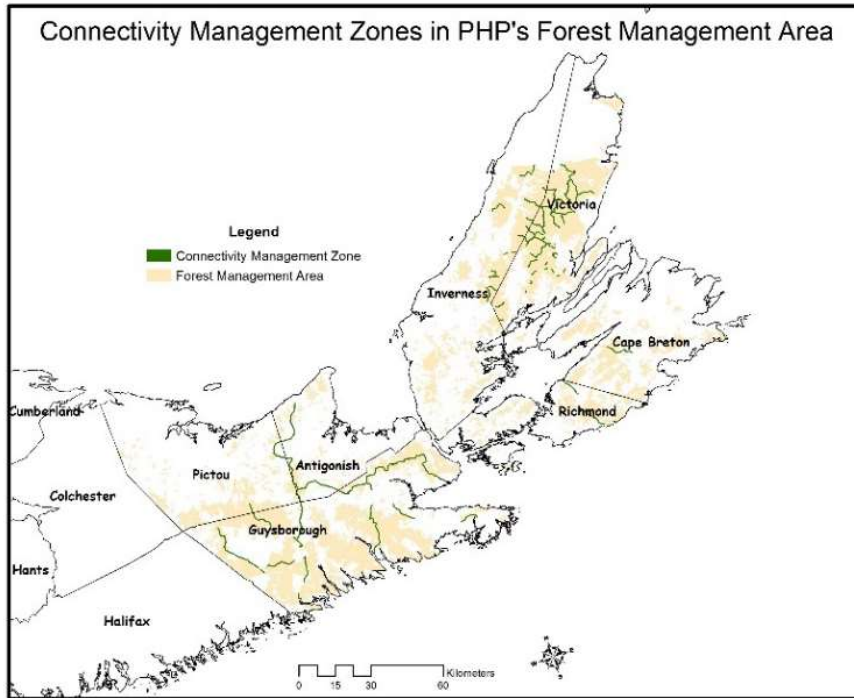 Connectivity Management Zones in PHP's Forest Management Area
Legend
Connectivity Management Zone
Forest Management Area
Victoria
Inverness
Cape Breton
Richmond
Cumberland
Antigonish
Pictou
Colchester
Guysborough
Hants
Halifax
Kilometers
0 15 30 60